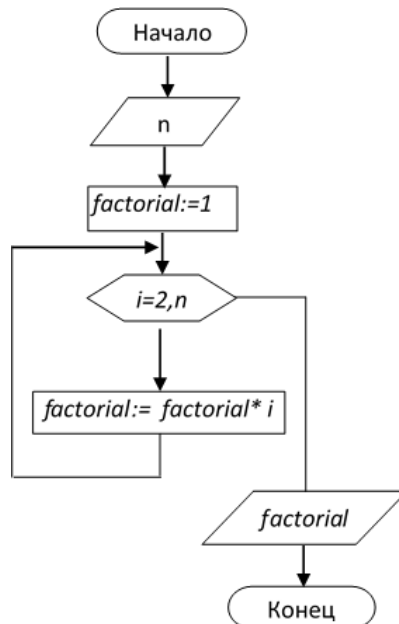 Начало
n
factorial:=1
i=2,n
factorial:= factorial* i
factorial
Конец